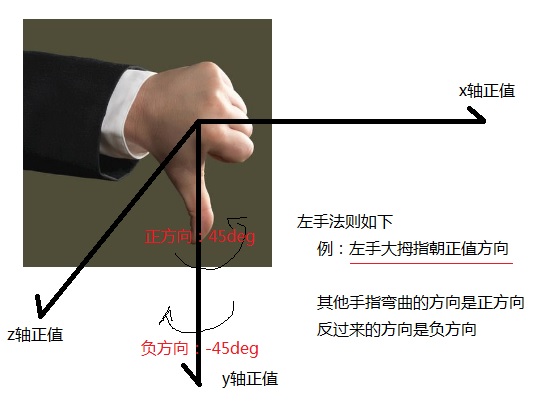 x轴正值
正方向：45deg
左手法则如下
例：左手大拇指朝正值方向
其他手指弯曲的方向是正方向
反过来的方向是负方向
z轴正值
负方向：-45deg
y轴正值